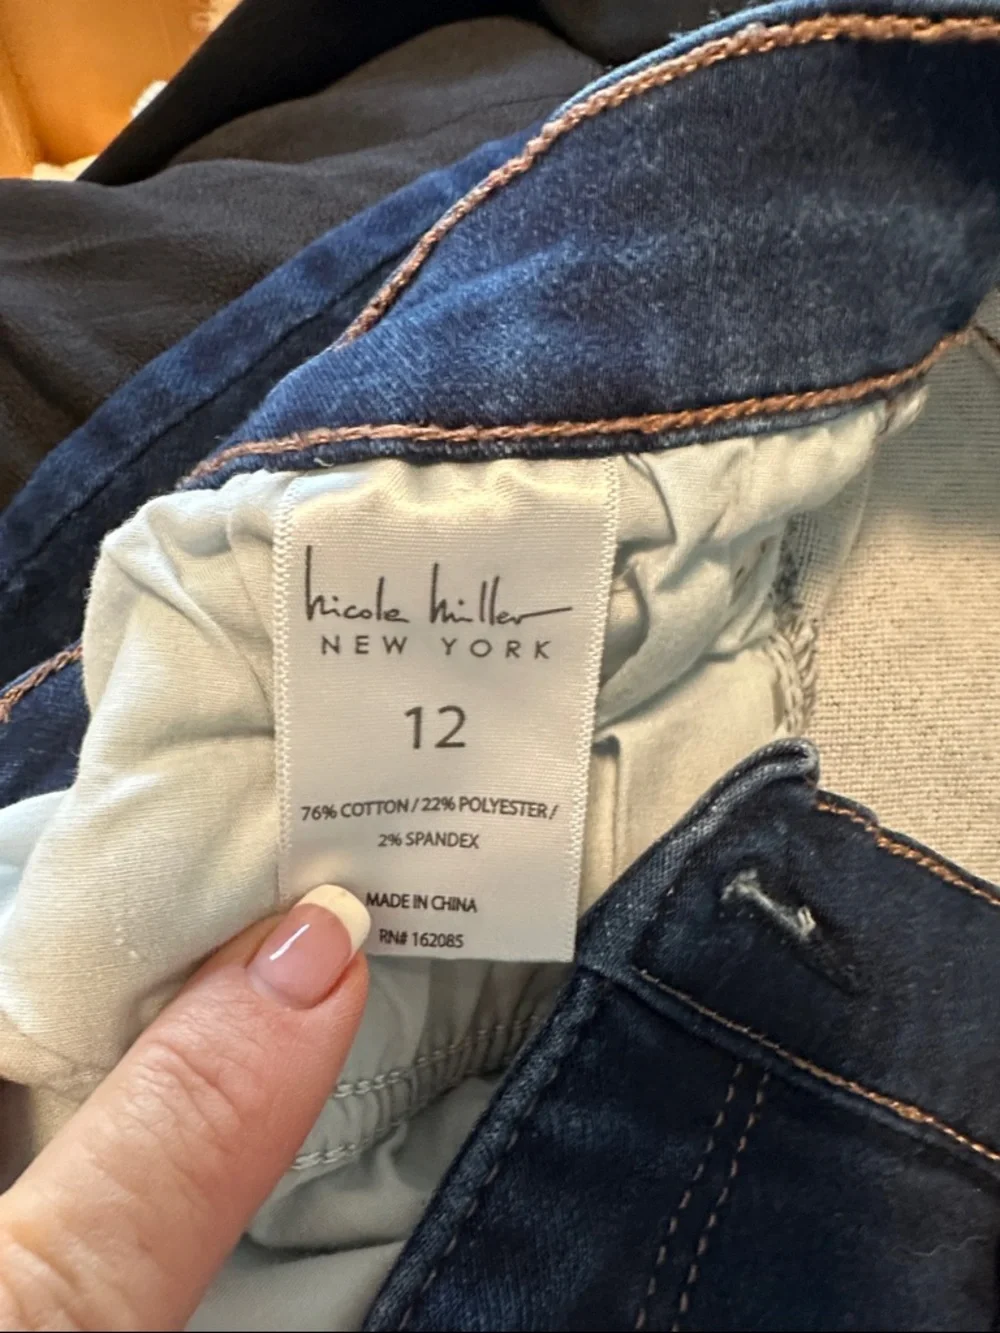 nicole miller
NEW YORK
12
76% COTTON / 22% POLYESTER /
2% SPANDEX
MADE IN CHINA
RN# 162085